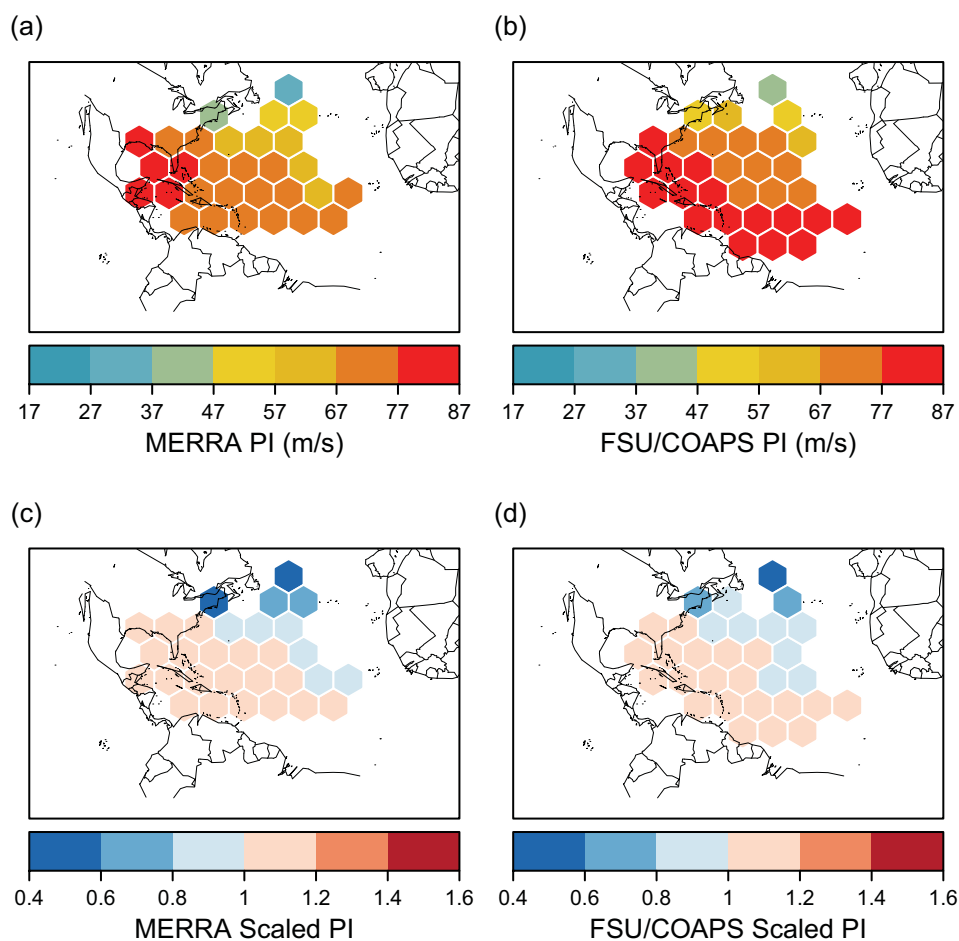 (a)
(b)
17 27 37 47 57 67 77 87
17 27 37 47 57 67 77 87
MERRA PI (m/s)
FSU/COAPS PI (m/s)
(c)
(d)
0.4 0.6 0.8 1 1.2 1.4 1.6
0.4 0.6 0.8 1 1.2 1.4 1.6
MERRA Scaled PI
FSU/COAPS Scaled PI